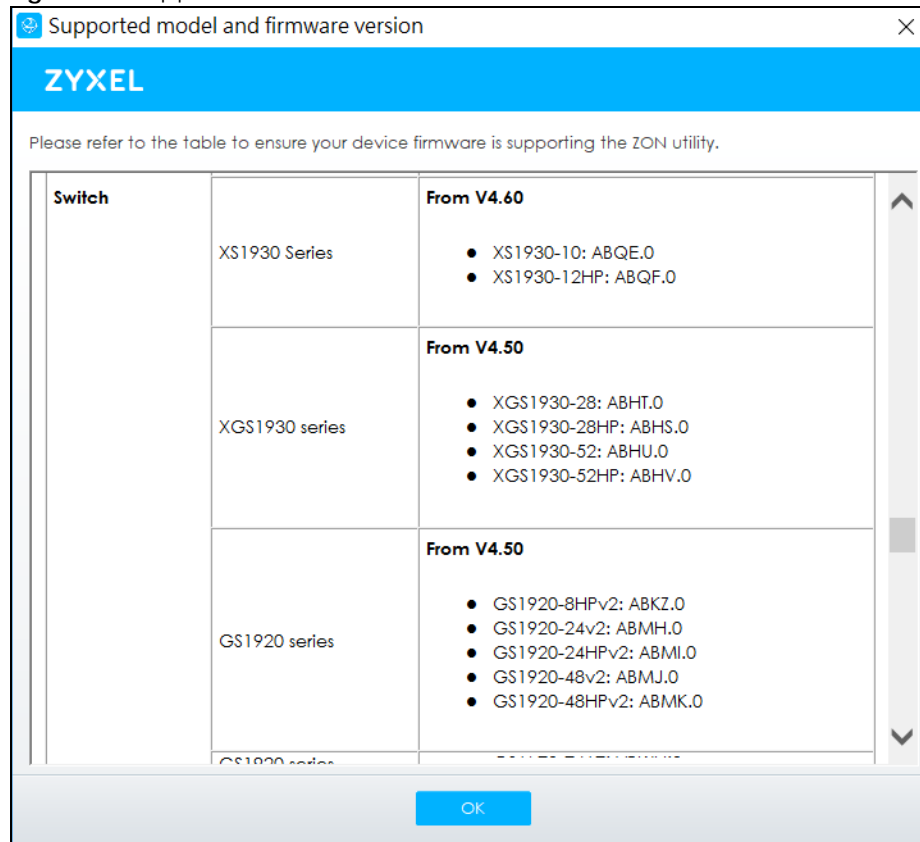 Supported model and firmware version
ZYXEL
Please refer to the table to ensure your device firmware is supporting the ZON utility.
Switch
XS1930 Series
From V4.60
● XS1930-10: ABQE.0
● XS1930-12HP: ABQF.0
XGS1930 series
From V4.50
● XGS1930-28: ABHT.0
● XGS1930-28HP: ABHS.0
● XGS1930-52: ABHU.0
● XGS1930-52HP: ABHV.0
GS1920 series
From V4.50
● GS1920-8HPv2: ABKZ.0
● GS1920-24v2: ABMH.0
● GS1920-24HPv2: ABMI.0
● GS1920-48v2: ABMJ.0
● GS1920-48HPv2: ABMK.0
GS1920 series
OK